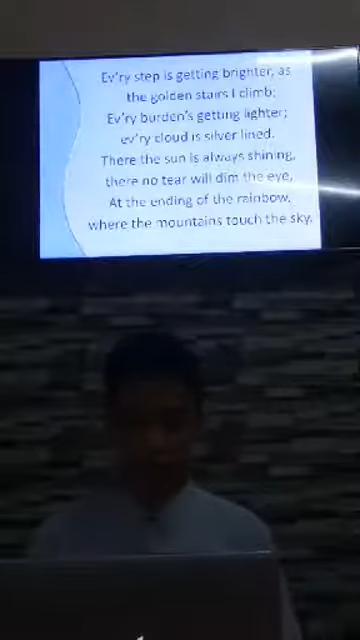 Ev'ry step is getting brighter, as
the golden stairs I climb;
Ev'ry burden's getting lighter;
ev'ry cloud is silver lined.
There the sun is always shining,
there no tear will dim the eye,
At the ending of the rainbow,
where the mountains touch the sky.